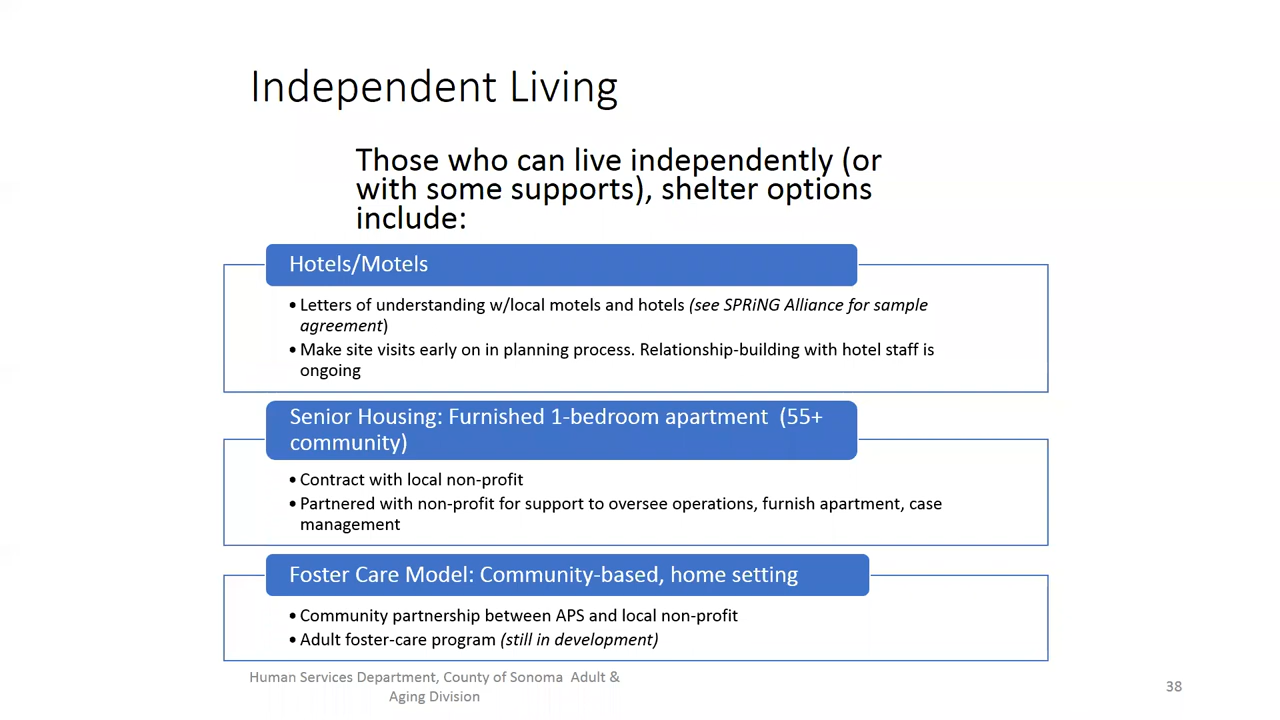 Independent Living
Those who can live independently (or
with some supports), shelter options
include:
Hotels/Motels
• Letters of understanding w/local motels and hotels (see SPRiNG Alliance for sample
agreement)
• Make site visits early on in planning process. Relationship-building with hotel staff is
ongoing
Senior Housing: Furnished 1-bedroom apartment (55+
community)
• Contract with local non-profit
• Partnered with non-profit for support to oversee operations, furnish apartment, case
management
Foster Care Model: Community-based, home setting
• Community partnership between APS and local non-profit
• Adult foster-care program (still in development)
Human Services Department, County of Sonoma Adult &
Aging Division
38